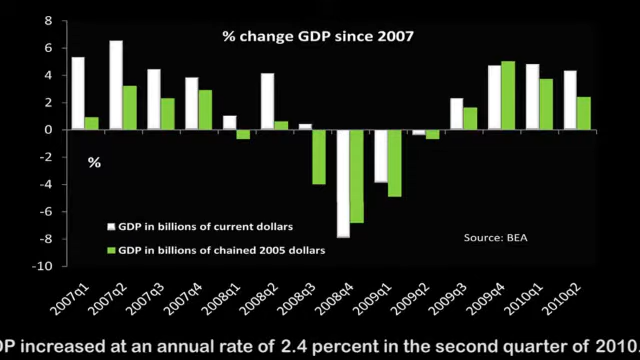 % change GDP since 2007
8
6
4
2
0
-2
-4
-6
-8
-10
%
GDP in billions of current dollars
GDP in billions of chained 2005 dollars
Source: BEA
2007q1 2007q2 2007q3 2007q4 2008q1 2008q2 2008q3 2008q4 2009q1 2009q2 2009q3 2009q4 2010q1 2010q2
DP increased at an annual rate of 2.4 percent in the second quarter of 2010.